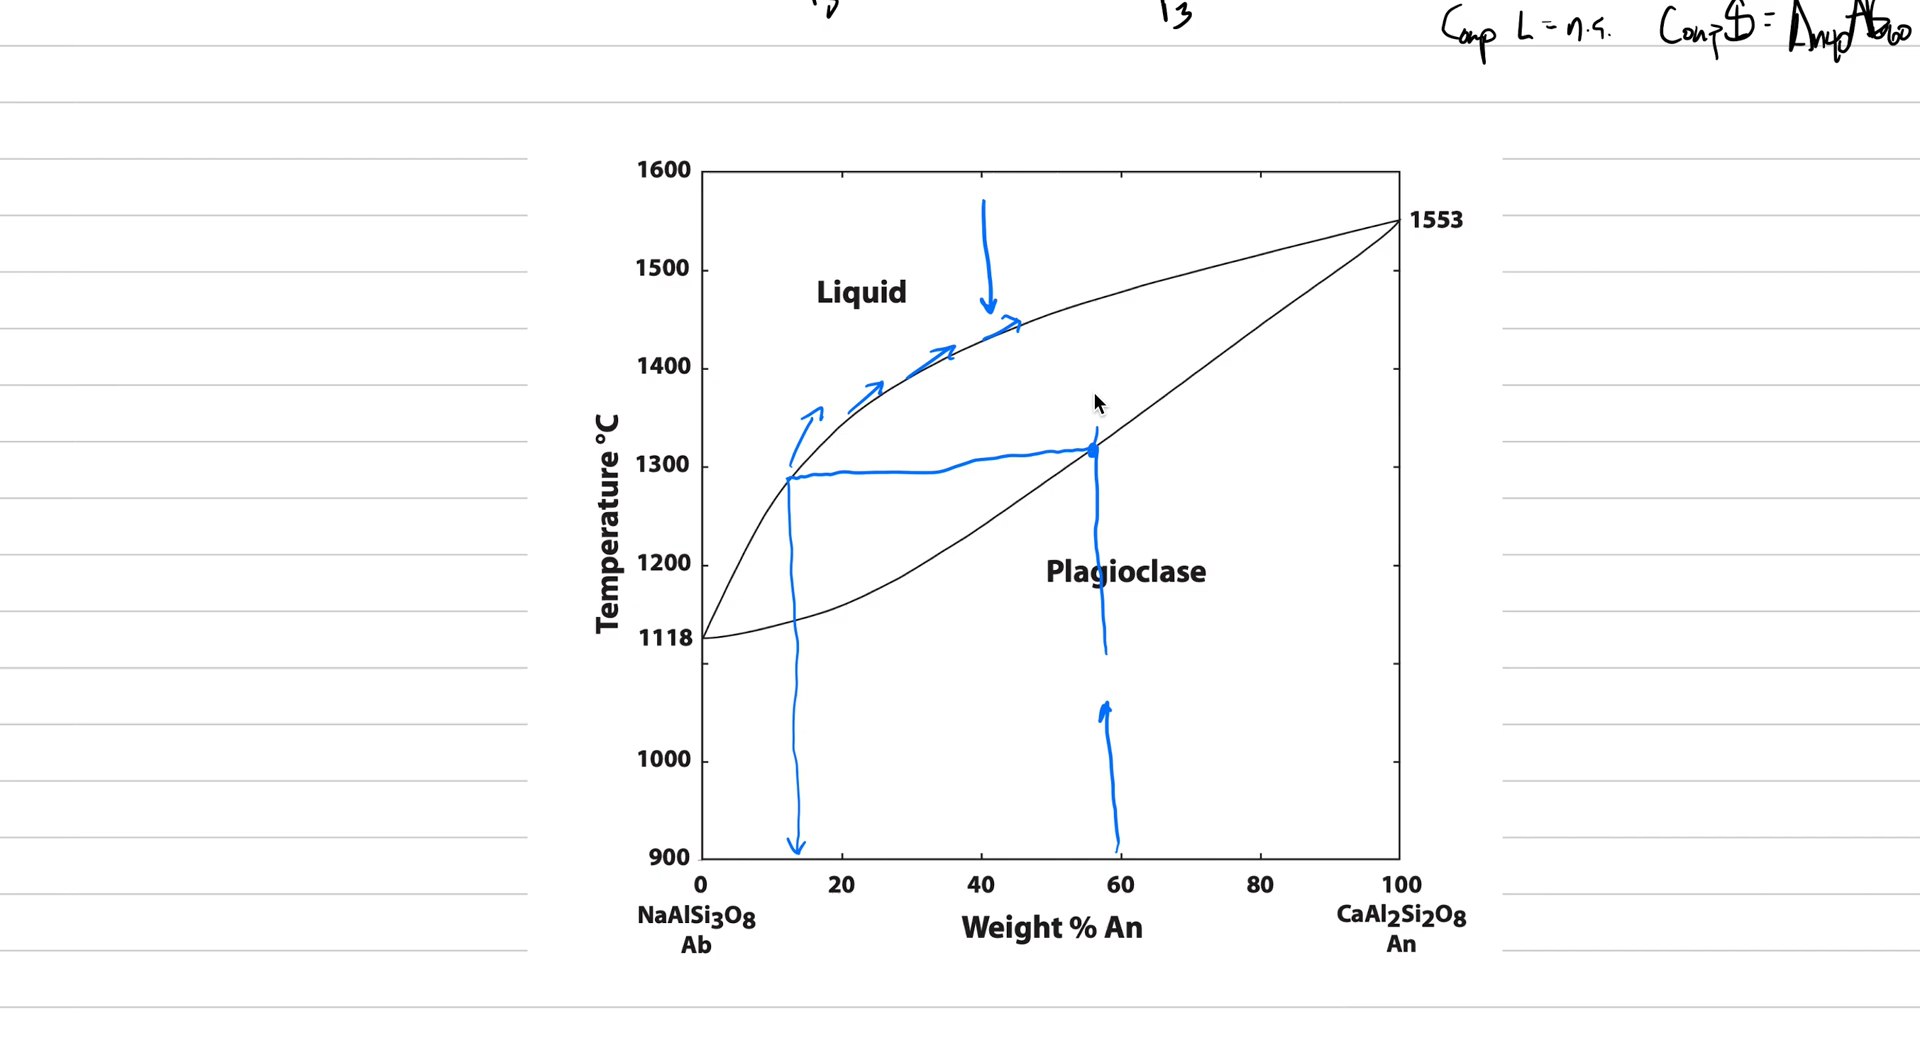 Comp L = n.a. Comp S = An40Ab60
1600
1553
1500
Liquid
1400
1300
Temperature °C
1200
Plagioclase
1118
1000
900
0 20 40 60 80 100
NaAlSi3O8 Weight % An CaAl2Si2O8
Ab An